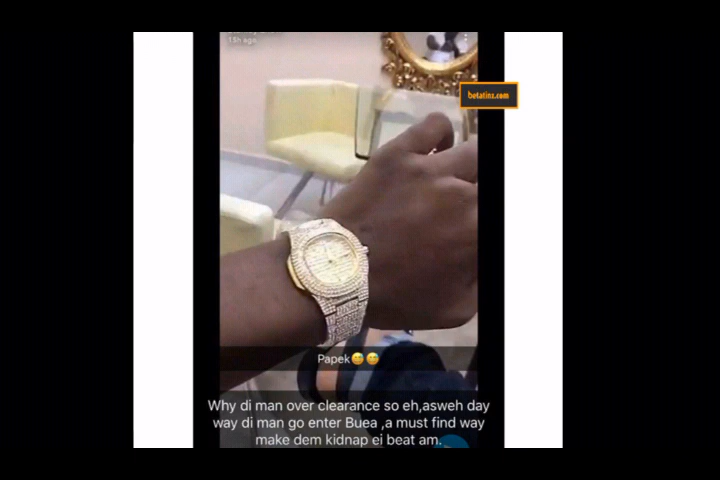 15h ago
betatinz.com
Papek😅😅
Why di man over clearance so eh,asweh day
way di man go enter Buea ,a must find way
make dem kidnap ei beat am.